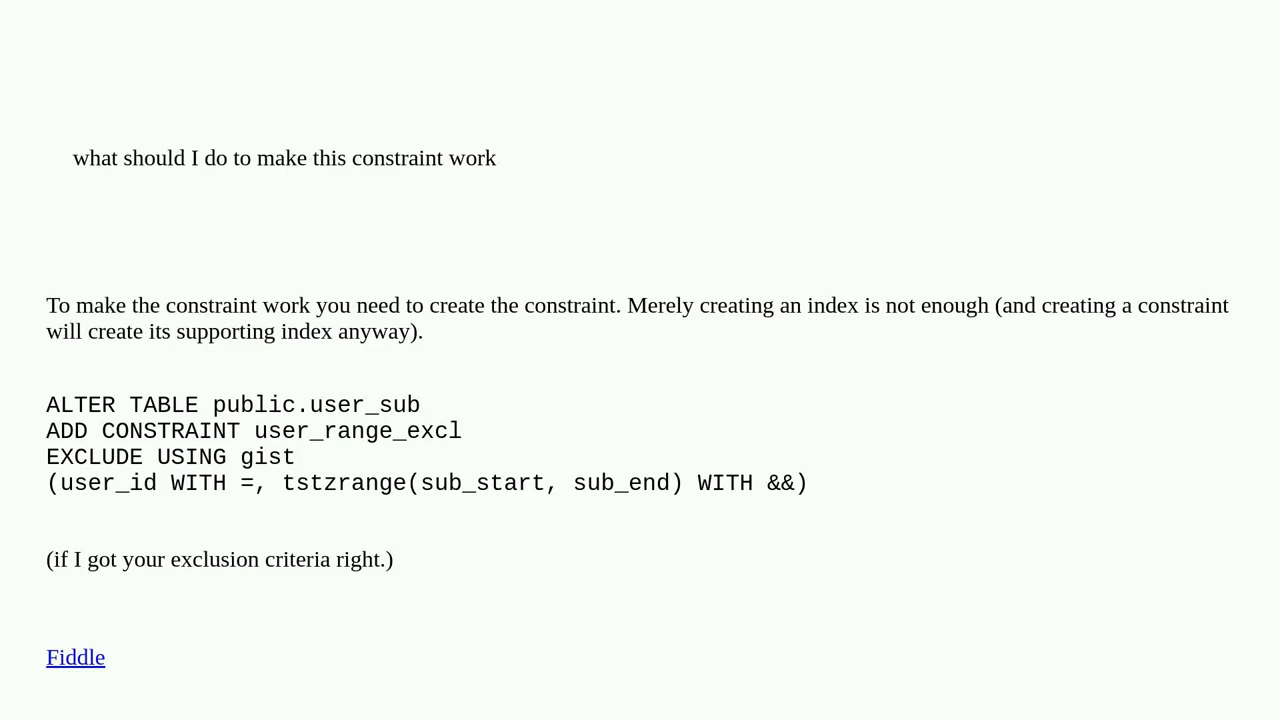 what should I do to make this constraint work
To make the constraint work you need to create the constraint. Merely creating an index is not enough (and creating a constraint
will create its supporting index anyway).
ALTER TABLE public.user_sub
ADD CONSTRAINT user_range_excl
EXCLUDE USING gist
(user_id WITH =, tstzrange(sub_start, sub_end) WITH &&)
(if I got your exclusion criteria right.)
Fiddle